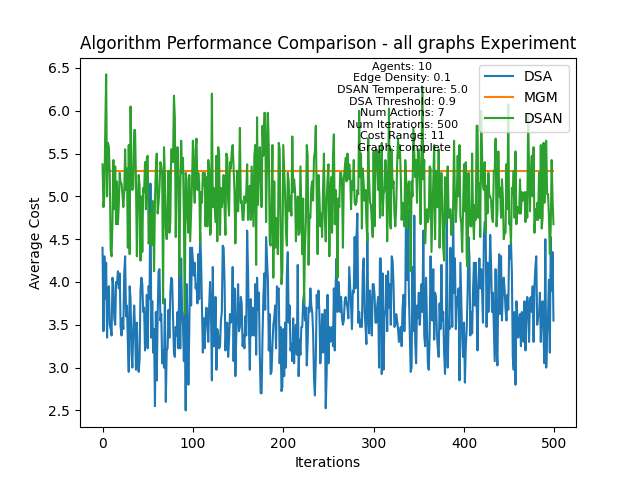 Algorithm Performance Comparison - all graphs Experiment
Agents: 10
Edge Density: 0.1
DSAN Temperature: 5.0
DSA Threshold: 0.9
Num Actions: 7
Num Iterations: 500
Cost Range: 11
Graph: complete
DSA
MGM
DSAN
Average Cost
6.5
6.0
5.5
5.0
4.5
4.0
3.5
3.0
2.5
0
100
200
300
400
500
Iterations